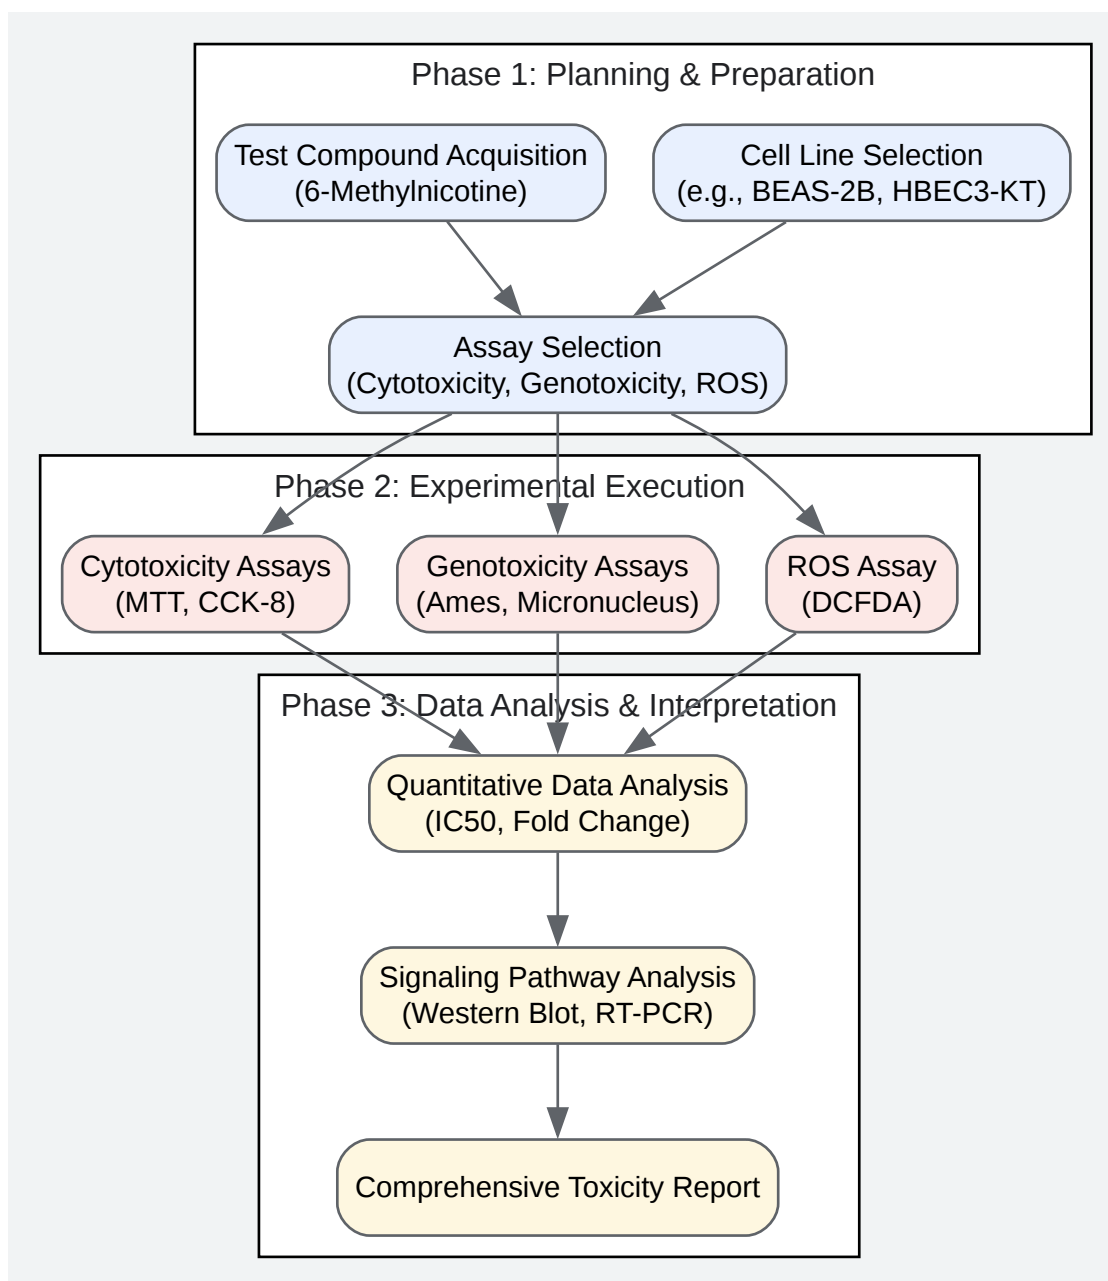 Phase 1: Planning & Preparation
Test Compound Acquisition
(6-Methylnicotine)
Cell Line Selection
(e.g., BEAS-2B, HBEC3-KT)
Assay Selection
(Cytotoxicity, Genotoxicity, ROS)
Phase 2: Experimental Execution
Cytotoxicity Assays
(MTT, CCK-8)
Genotoxicity Assays
(Ames, Micronucleus)
ROS Assay
(DCFDA)
Phase 3: Data Analysis & Interpretation
Quantitative Data Analysis
(IC50, Fold Change)
Signaling Pathway Analysis
(Western Blot, RT-PCR)
Comprehensive Toxicity Report